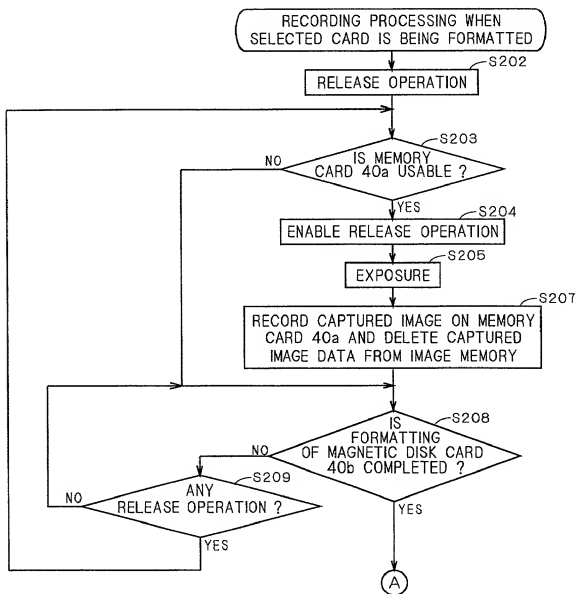 RECORDING PROCESSING WHEN
SELECTED CARD IS BEING FORMATTED
S202
RELEASE OPERATION
S203
NO
IS MEMORY
CARD 40a USABLE ?
YES
S204
ENABLE RELEASE OPERATION
S205
EXPOSURE
S207
RECORD CAPTURED IMAGE ON MEMORY
CARD 40a AND DELETE CAPTURED
IMAGE DATA FROM IMAGE MEMORY
S208
IS
FORMATTING
OF MAGNETIC DISK CARD
40b COMPLETED ?
NO
YES
S209
NO
ANY
RELEASE OPERATION ?
YES
A